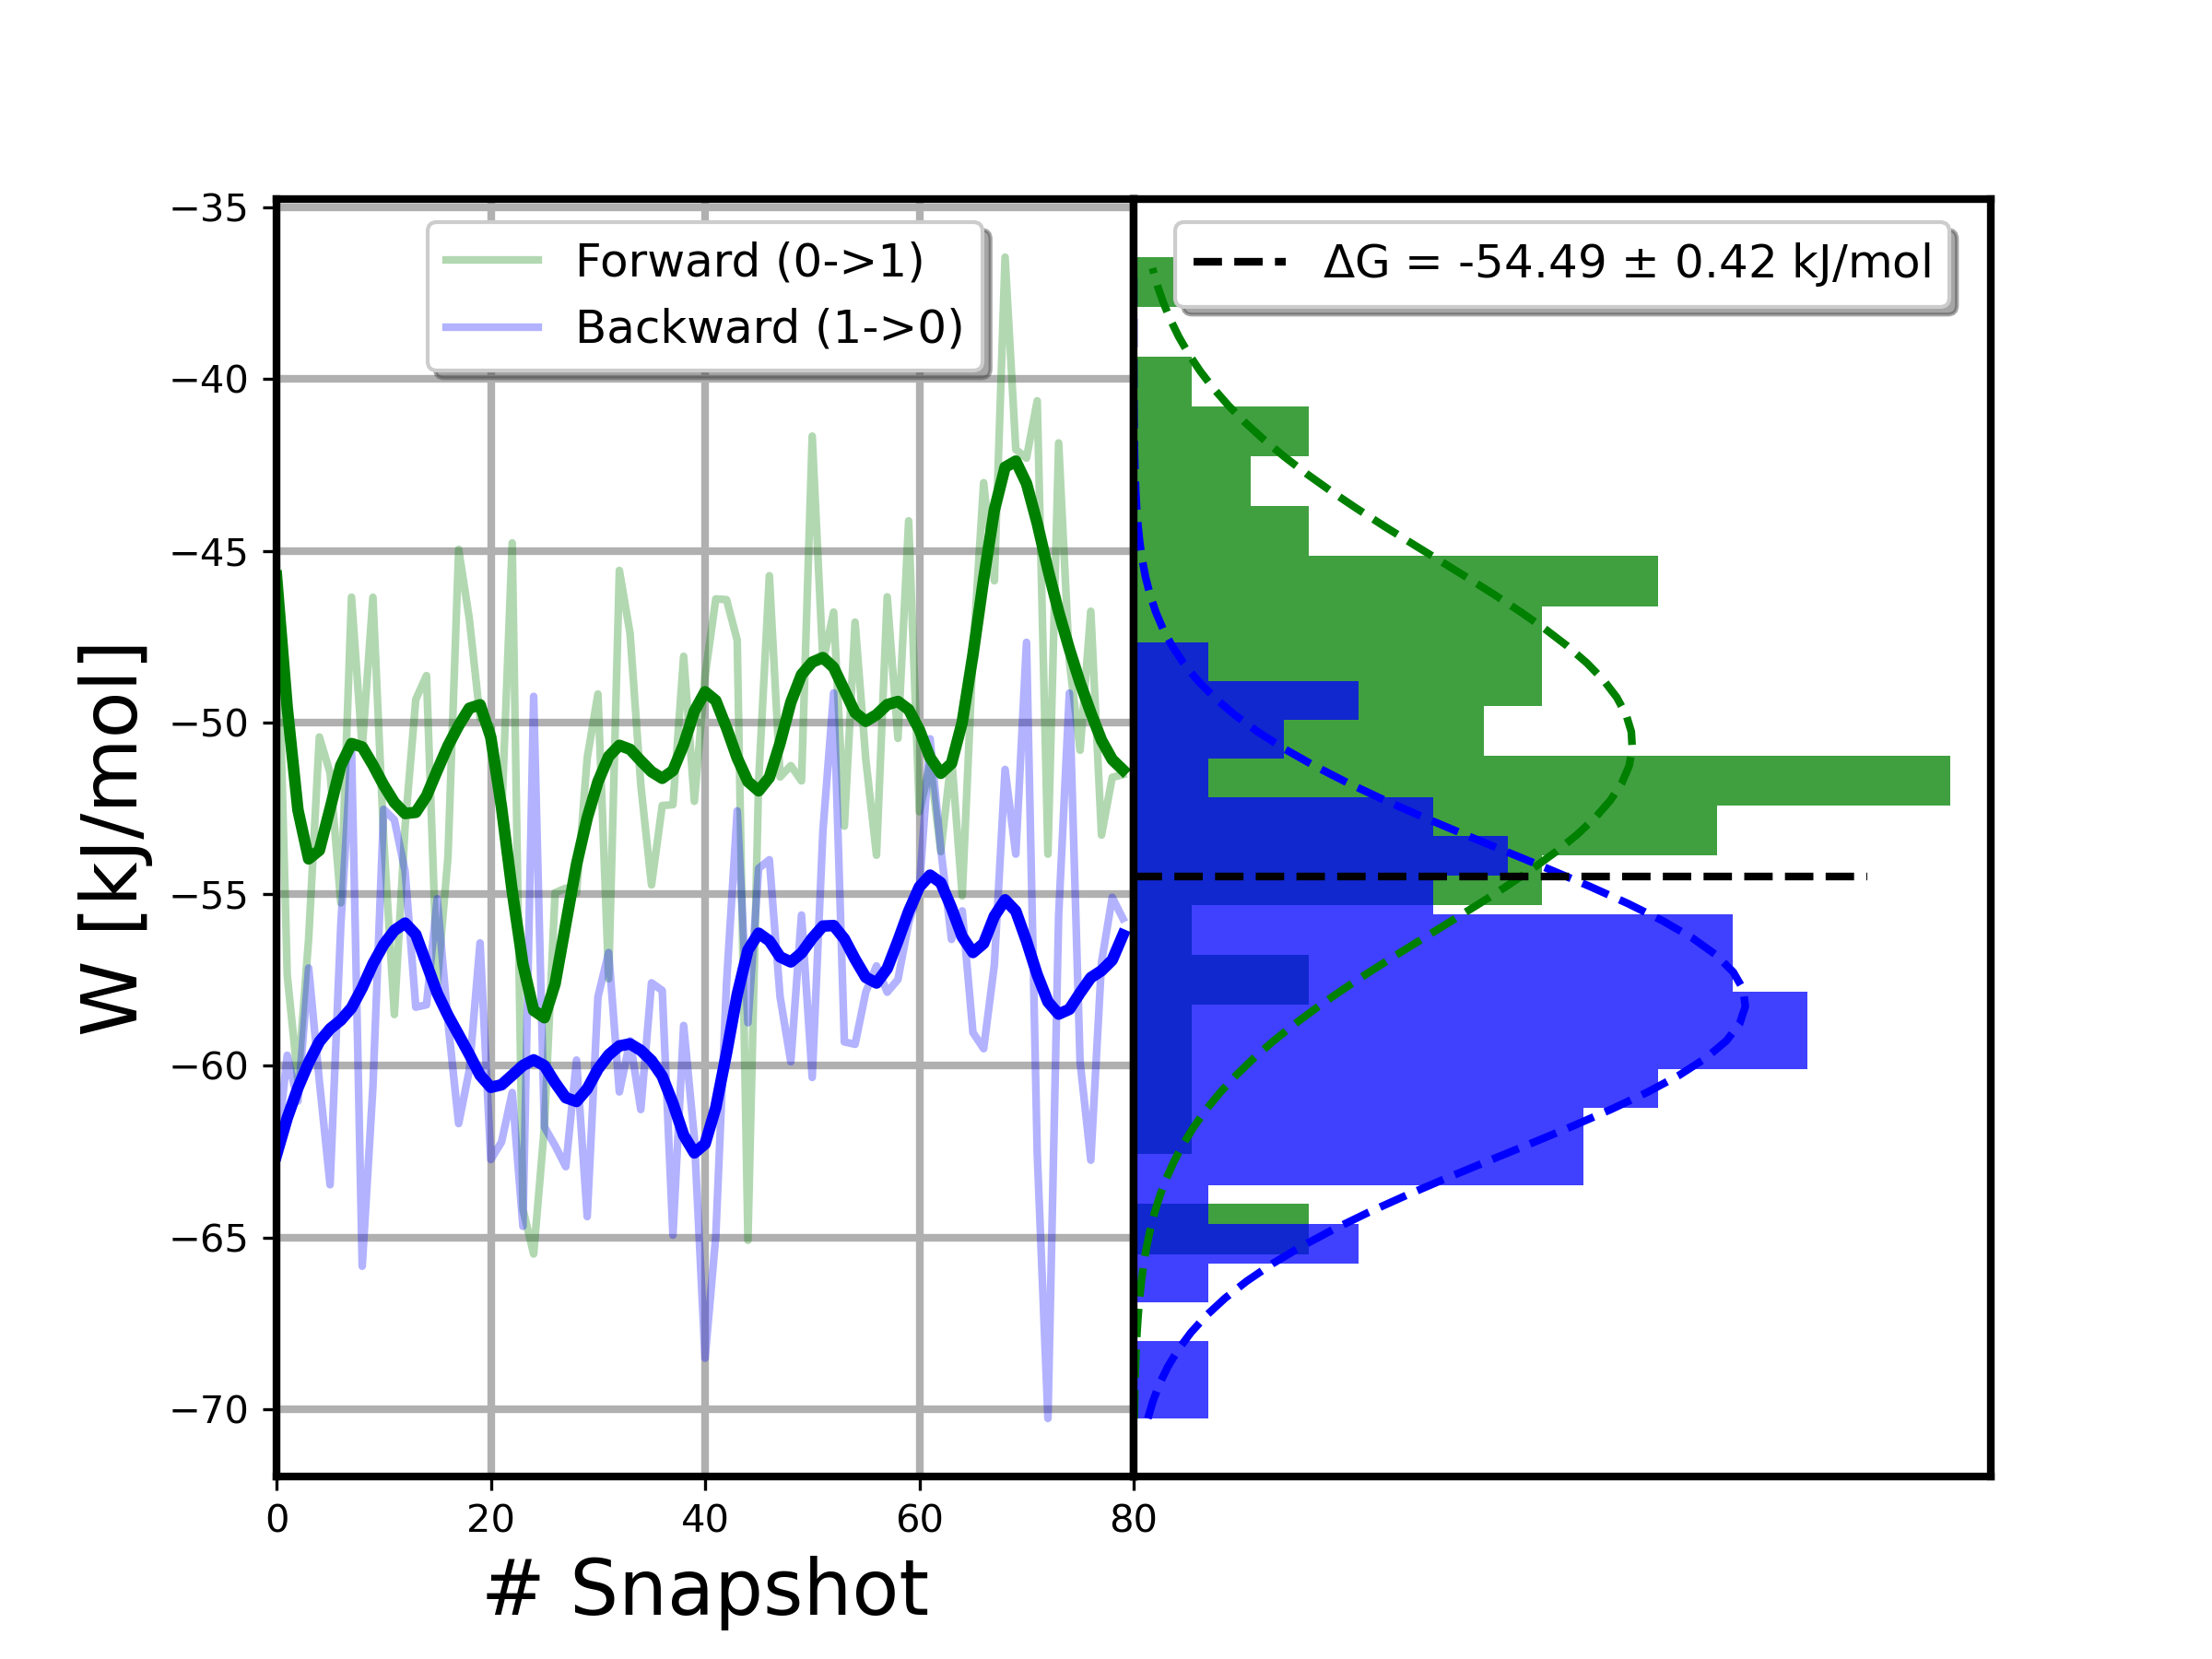 Forward (0->1)
Backward (1->0)
ΔG = -54.49 ± 0.42 kJ/mol
W [kJ/mol]
−35
−40
−45
−50
−55
−60
−65
−70
0 20 40 60 80
# Snapshot